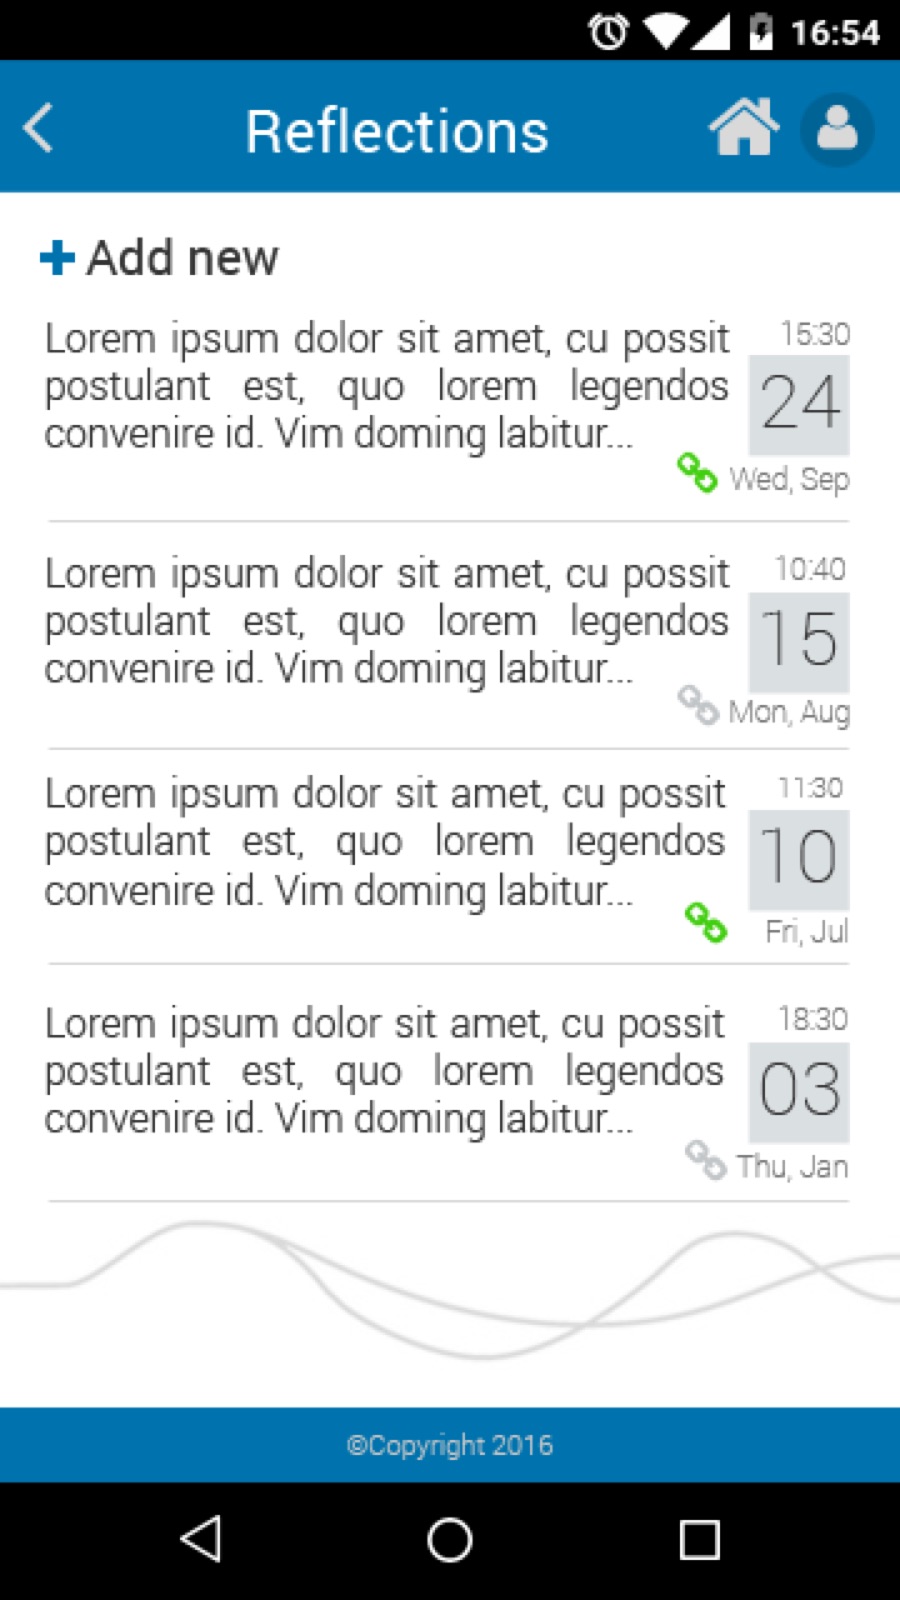 16:54
Reflections
Add new
Lorem ipsum dolor sit amet, cu possit
postulant est, quo lorem legendos
convenire id. Vim doming labitur...
15:30
24
Wed, Sep
Lorem ipsum dolor sit amet, cu possit
postulant est, quo lorem legendos
convenire id. Vim doming labitur...
10:40
15
Mon, Aug
Lorem ipsum dolor sit amet, cu possit
postulant est, quo lorem legendos
convenire id. Vim doming labitur...
11:30
10
Fri, Jul
Lorem ipsum dolor sit amet, cu possit
postulant est, quo lorem legendos
convenire id. Vim doming labitur...
18:30
03
Thu, Jan
©Copyright 2016